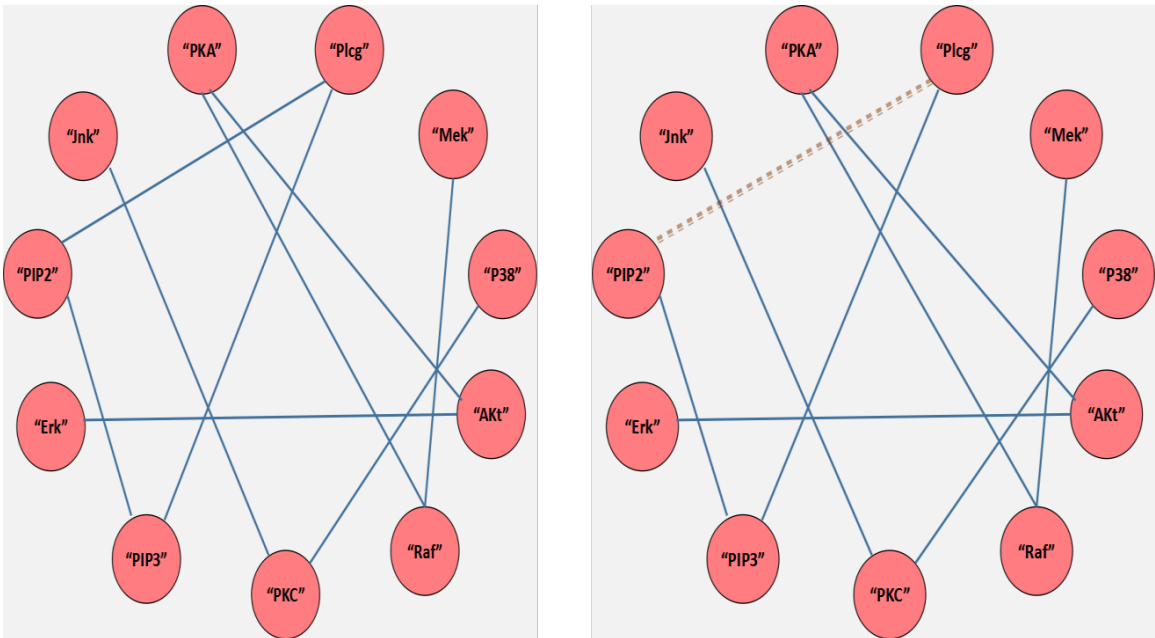 “PKA”
“Plcg”
“Jnk”
“Mek”
“PIP2”
“P38”
“Erk”
“AKt”
“PIP3”
“Raf”
“PKC”
“PKA”
“Plcg”
“Jnk”
“Mek”
“PIP2”
“P38”
“Erk”
“AKt”
“PIP3”
“Raf”
“PKC”